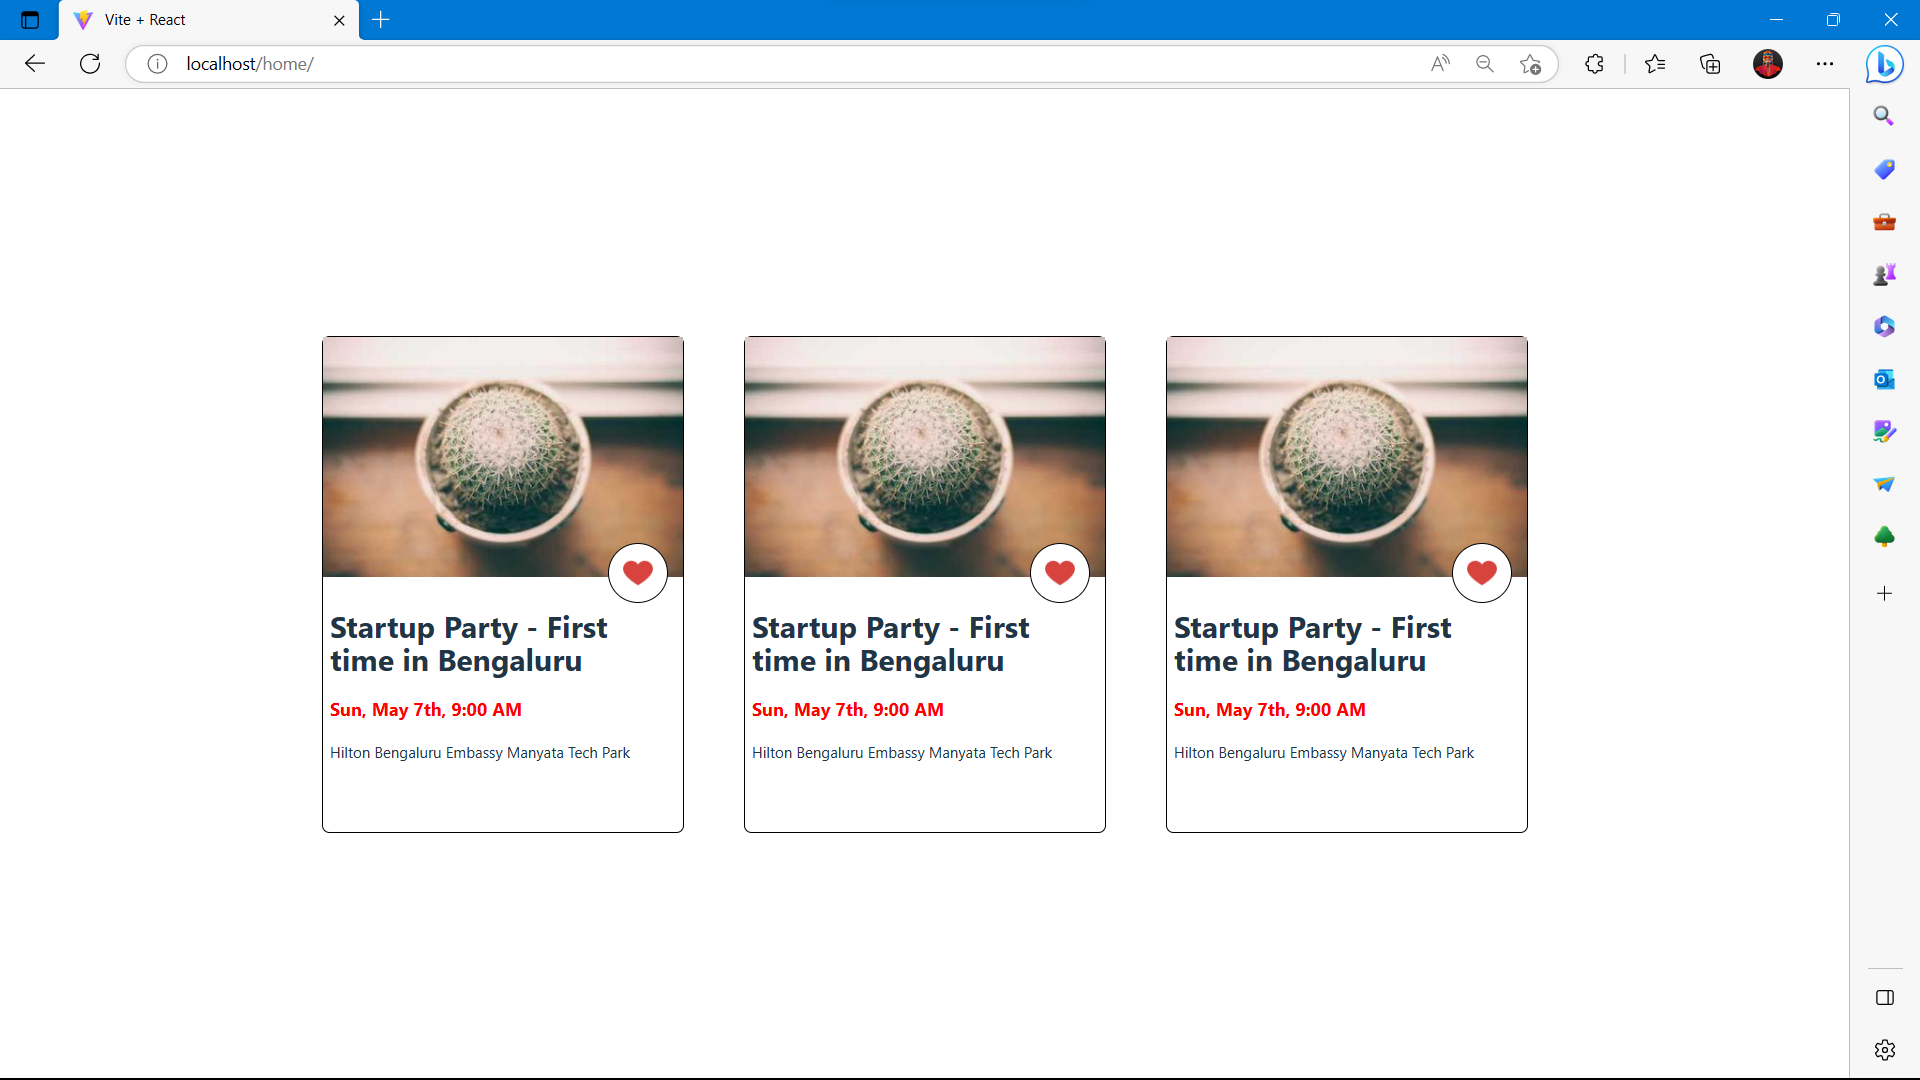 Vite + React
localhost/home/
Startup Party - First
time in Bengaluru
Sun, May 7th, 9:00 AM
Hilton Bengaluru Embassy Manyata Tech Park
Startup Party - First
time in Bengaluru
Sun, May 7th, 9:00 AM
Hilton Bengaluru Embassy Manyata Tech Park
Startup Party - First
time in Bengaluru
Sun, May 7th, 9:00 AM
Hilton Bengaluru Embassy Manyata Tech Park